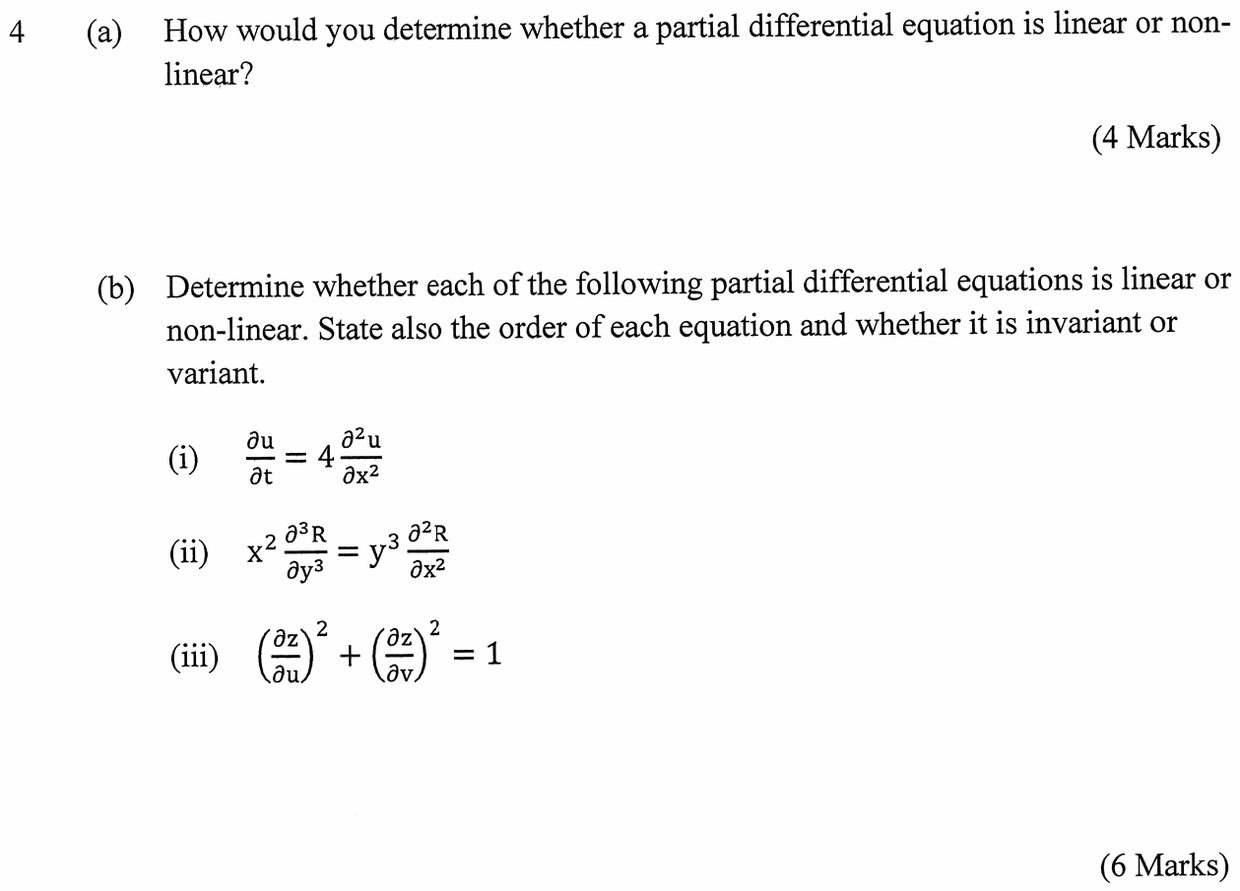 4 (a) How would you determine whether a partial differential equation is linear or non-
linear?
(4 Marks)
(b) Determine whether each of the following partial differential equations is linear or
non-linear. State also the order of each equation and whether it is invariant or
variant.
(i) ∂u/∂t = 4 ∂²u/∂x²
(ii) x² ∂³R/∂y³ = y³ ∂²R/∂x²
(iii) (∂z/∂u)² + (∂z/∂v)² = 1
(6 Marks)